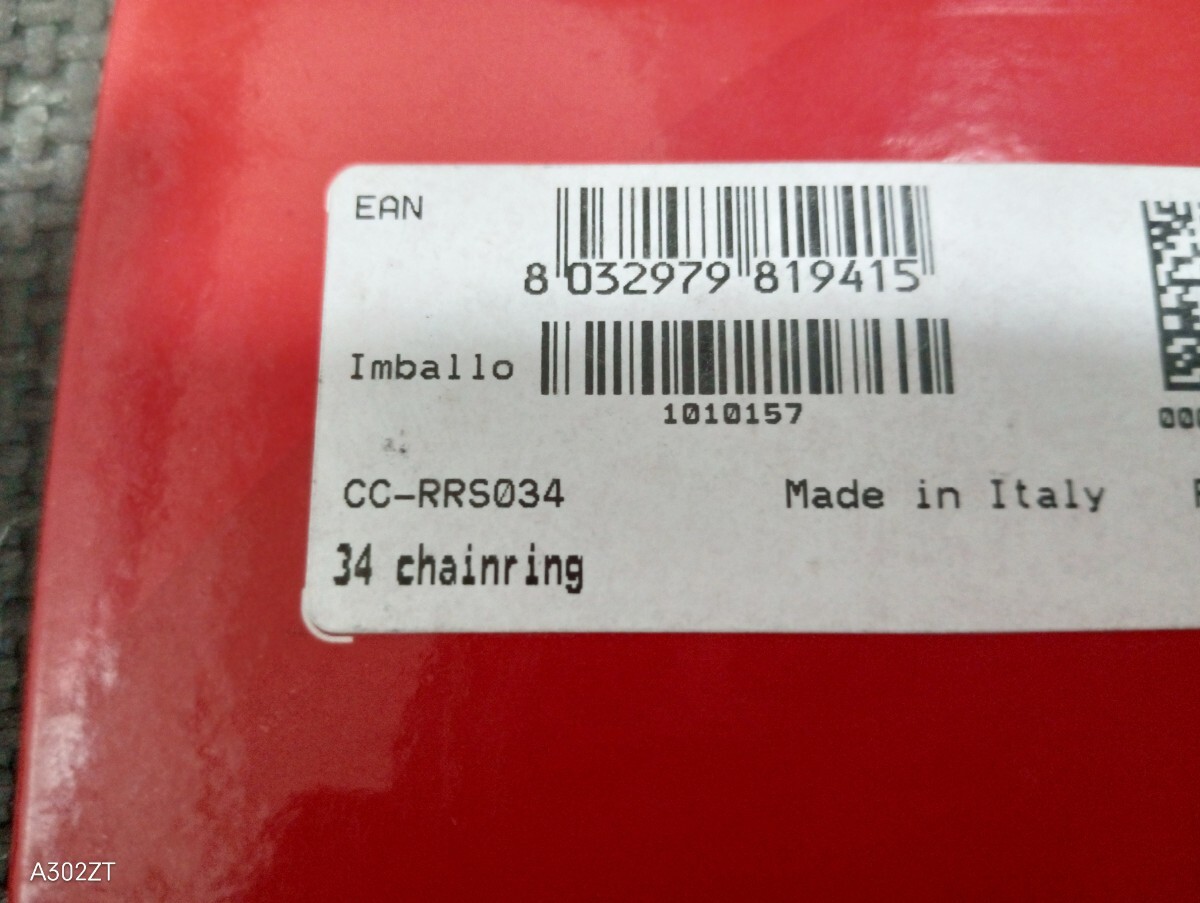 EAN
8 032979 819415
Imballo
1010157
CC-RRS034
Made in Italy
34 chainring
A302ZT